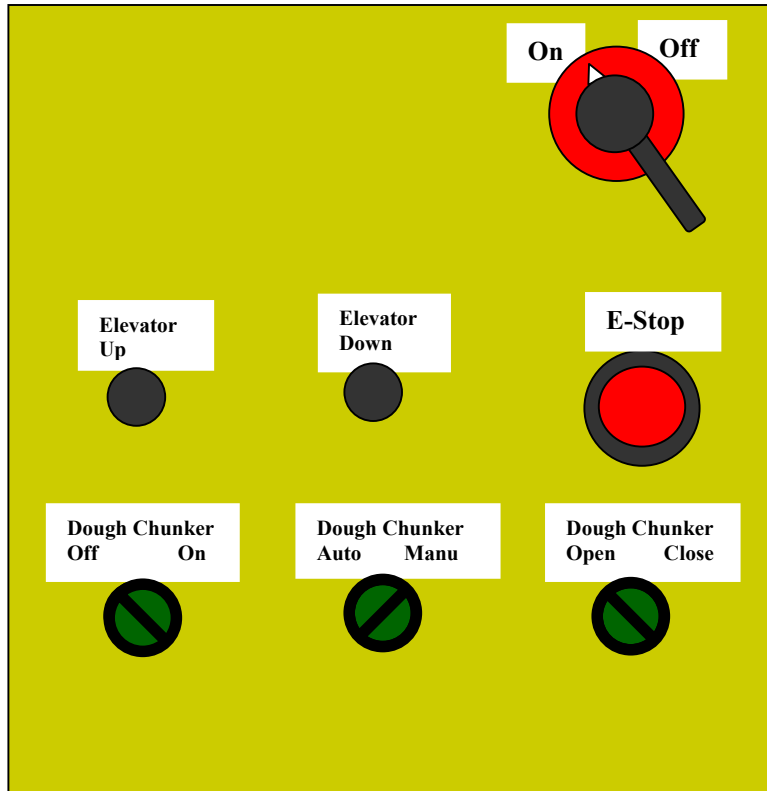 On
Off
Elevator
Up
Elevator
Down
E-Stop
Dough Chunker
Off On
Dough Chunker
Auto Manu
Dough Chunker
Open Close